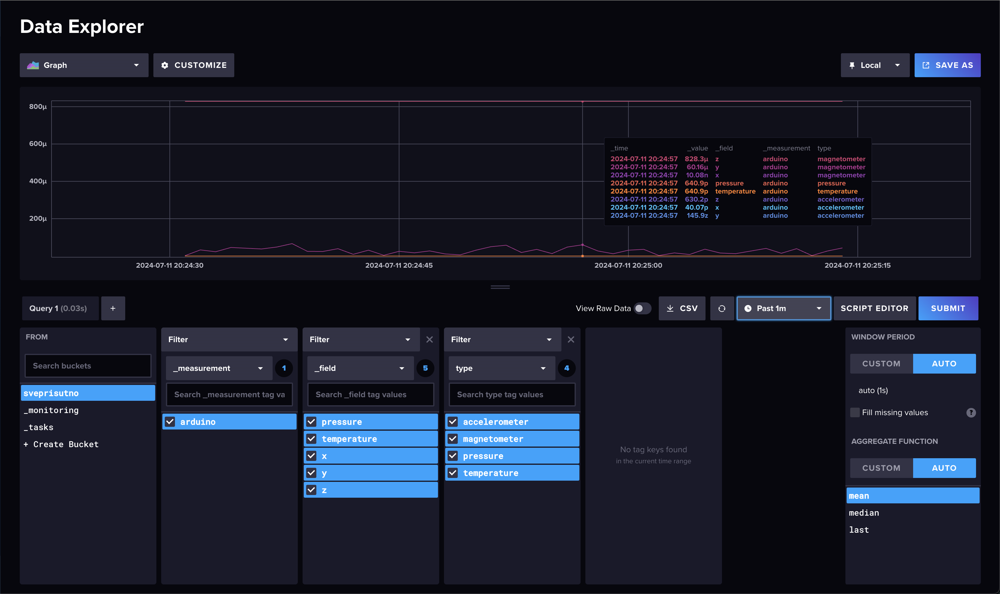 Data Explorer
Graph
CUSTOMIZE
Local
SAVE AS
800µ
600µ
400µ
200µ
_time _value _field _measurement type
2024-07-11 20:24:57 828.3µ z arduino magnetometer
2024-07-11 20:24:57 60.16µ y arduino magnetometer
2024-07-11 20:24:57 10.08n x arduino magnetometer
2024-07-11 20:24:57 640.9p pressure arduino pressure
2024-07-11 20:24:57 640.9p temperature arduino temperature
2024-07-11 20:24:57 630.2p z arduino accelerometer
2024-07-11 20:24:57 40.07p x arduino accelerometer
2024-07-11 20:24:57 145.9z y arduino accelerometer
2024-07-11 20:24:30 2024-07-11 20:24:45 2024-07-11 20:25:00 2024-07-11 20:25:15
Query 1 (0.03s)
+
View Raw Data
CSV
Past 1m
SCRIPT EDITOR
SUBMIT
FROM
Search buckets
sveprisutno
_monitoring
_tasks
+ Create Bucket
Filter
_measurement 1
Search _measurement tag va
arduino
Filter
_field 5
Search _field tag values
pressure
temperature
x
y
z
Filter
type 4
Search type tag values
accelerometer
magnetometer
pressure
temperature
No tag keys found
in the current time range
WINDOW PERIOD
CUSTOM AUTO
auto (1s)
Fill missing values ?
AGGREGATE FUNCTION
CUSTOM AUTO
mean
median
last